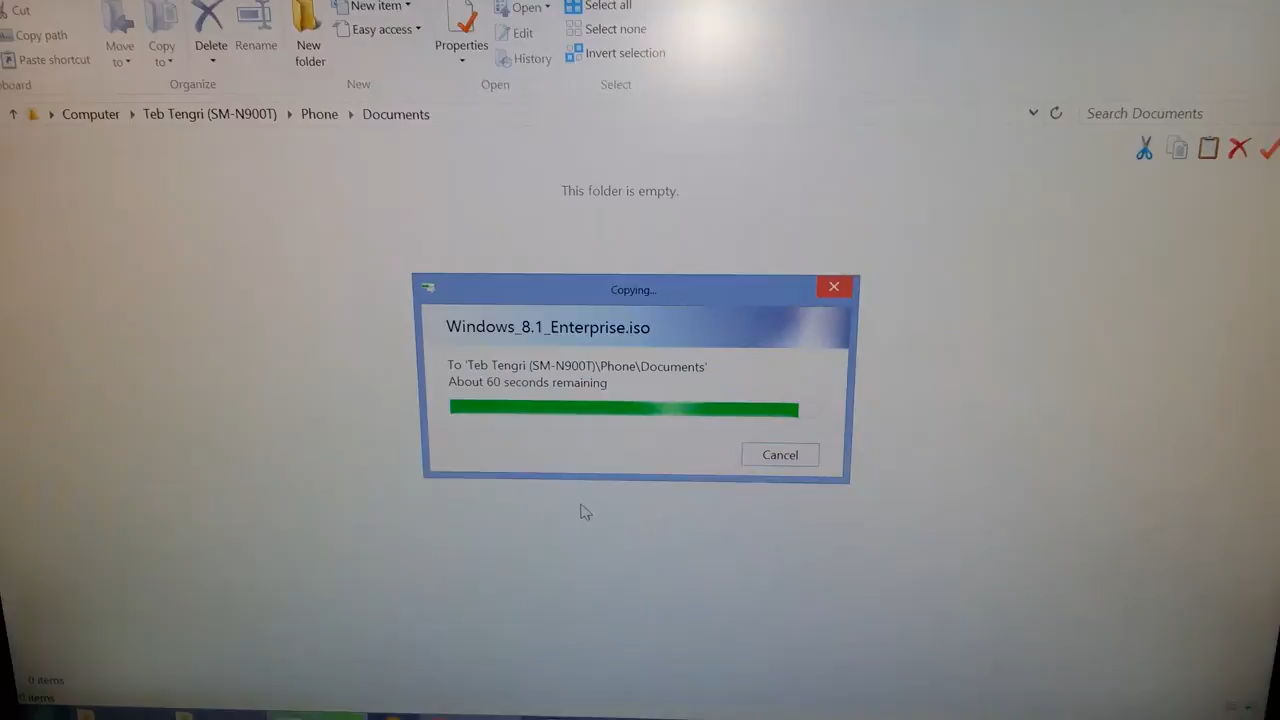 Cut
New item
Open
Select all
Copy path
Easy access
Edit
Select none
Paste shortcut
Move to
Copy to
Delete
Rename
New folder
Properties
History
Invert selection
board
Organize
New
Open
Select
Computer
Teb Tengri (SM-N900T)
Phone
Documents
Search Documents
This folder is empty.
Copying...
Windows_8.1_Enterprise.iso
To 'Teb Tengri (SM-N900T)\Phone\Documents'
About 60 seconds remaining
Cancel
0 items
0 items